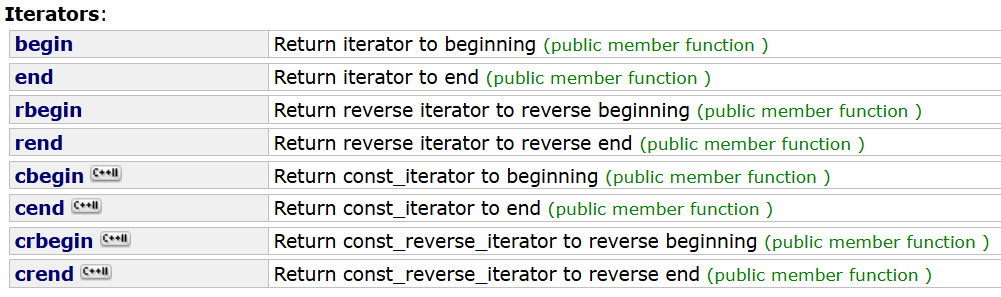 Iterators:
begin Return iterator to beginning (public member function )
end Return iterator to end (public member function )
rbegin Return reverse iterator to reverse beginning (public member function )
rend Return reverse iterator to reverse end (public member function )
cbegin C++11 Return const_iterator to beginning (public member function )
cend C++11 Return const_iterator to end (public member function )
crbegin C++11 Return const_reverse_iterator to reverse beginning (public member function )
crend C++11 Return const_reverse_iterator to reverse end (public member function )